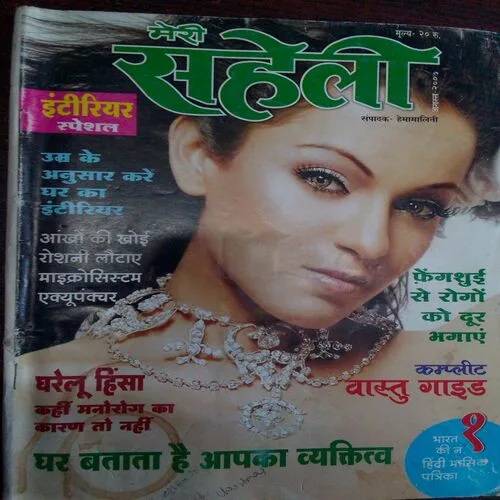 मेरी
सहेली
मूल्य- २० रु.
संपादक- हेमामालिनी
इंटीरियर
स्पेशल
उम्र के
अनुसार करें
घर का
इंटीरियर
आंखों की खोई
रोशनी लौटाए
माइक्रोसिस्टम
एक्यूपंक्चर
फेंगशुई
से रोगों
को दूर
भगाएं
घरेलू हिंसा
कहीं मनोरोग का
कारण तो नहीं
कम्प्लीट
वास्तु गाइड
घर बताता है आपका व्यक्तित्व
भारत
की नं. १
हिंदी मासिक
पत्रिका